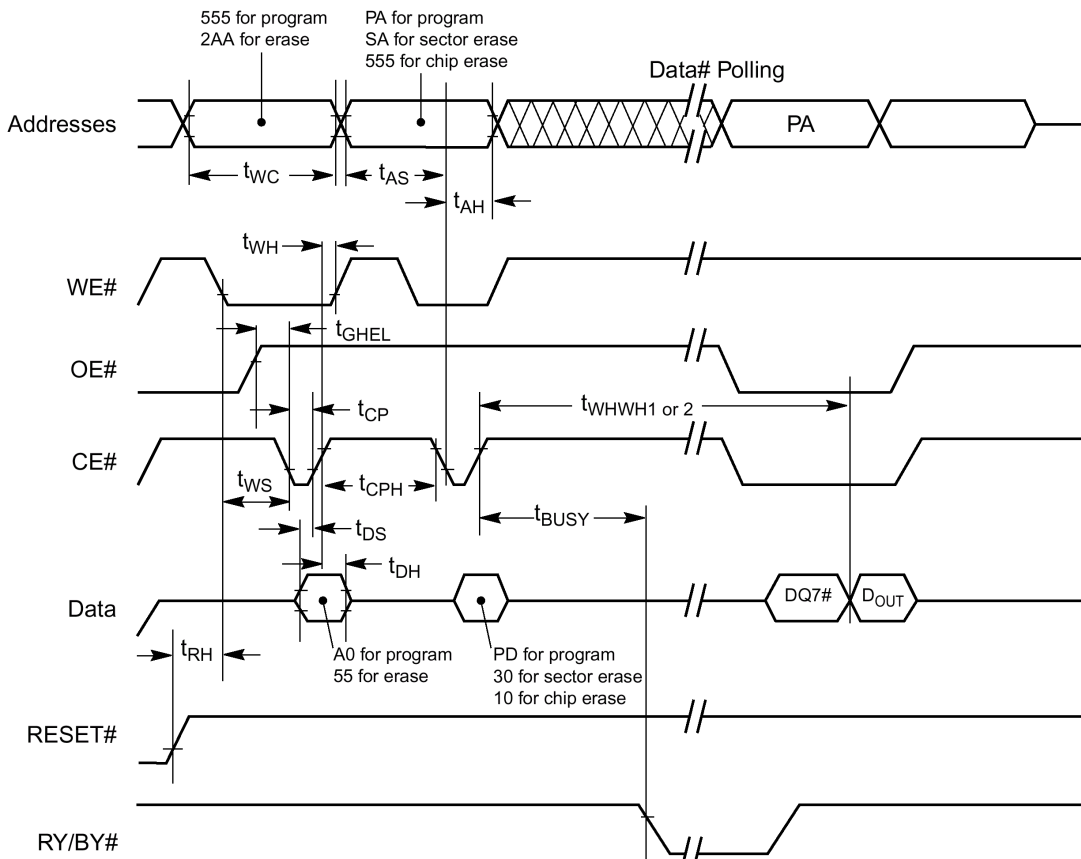 555 for program
2AA for erase
PA for program
SA for sector erase
555 for chip erase
Data# Polling
Addresses
PA
tWC
tAS
tAH
tWH
WE#
tGHEL
OE#
tCP
tWHWH1 or 2
CE#
tWS
tCPH
tBUSY
tDS
tDH
Data
DQ7#
DOUT
tRH
A0 for program
55 for erase
PD for program
30 for sector erase
10 for chip erase
RESET#
RY/BY#